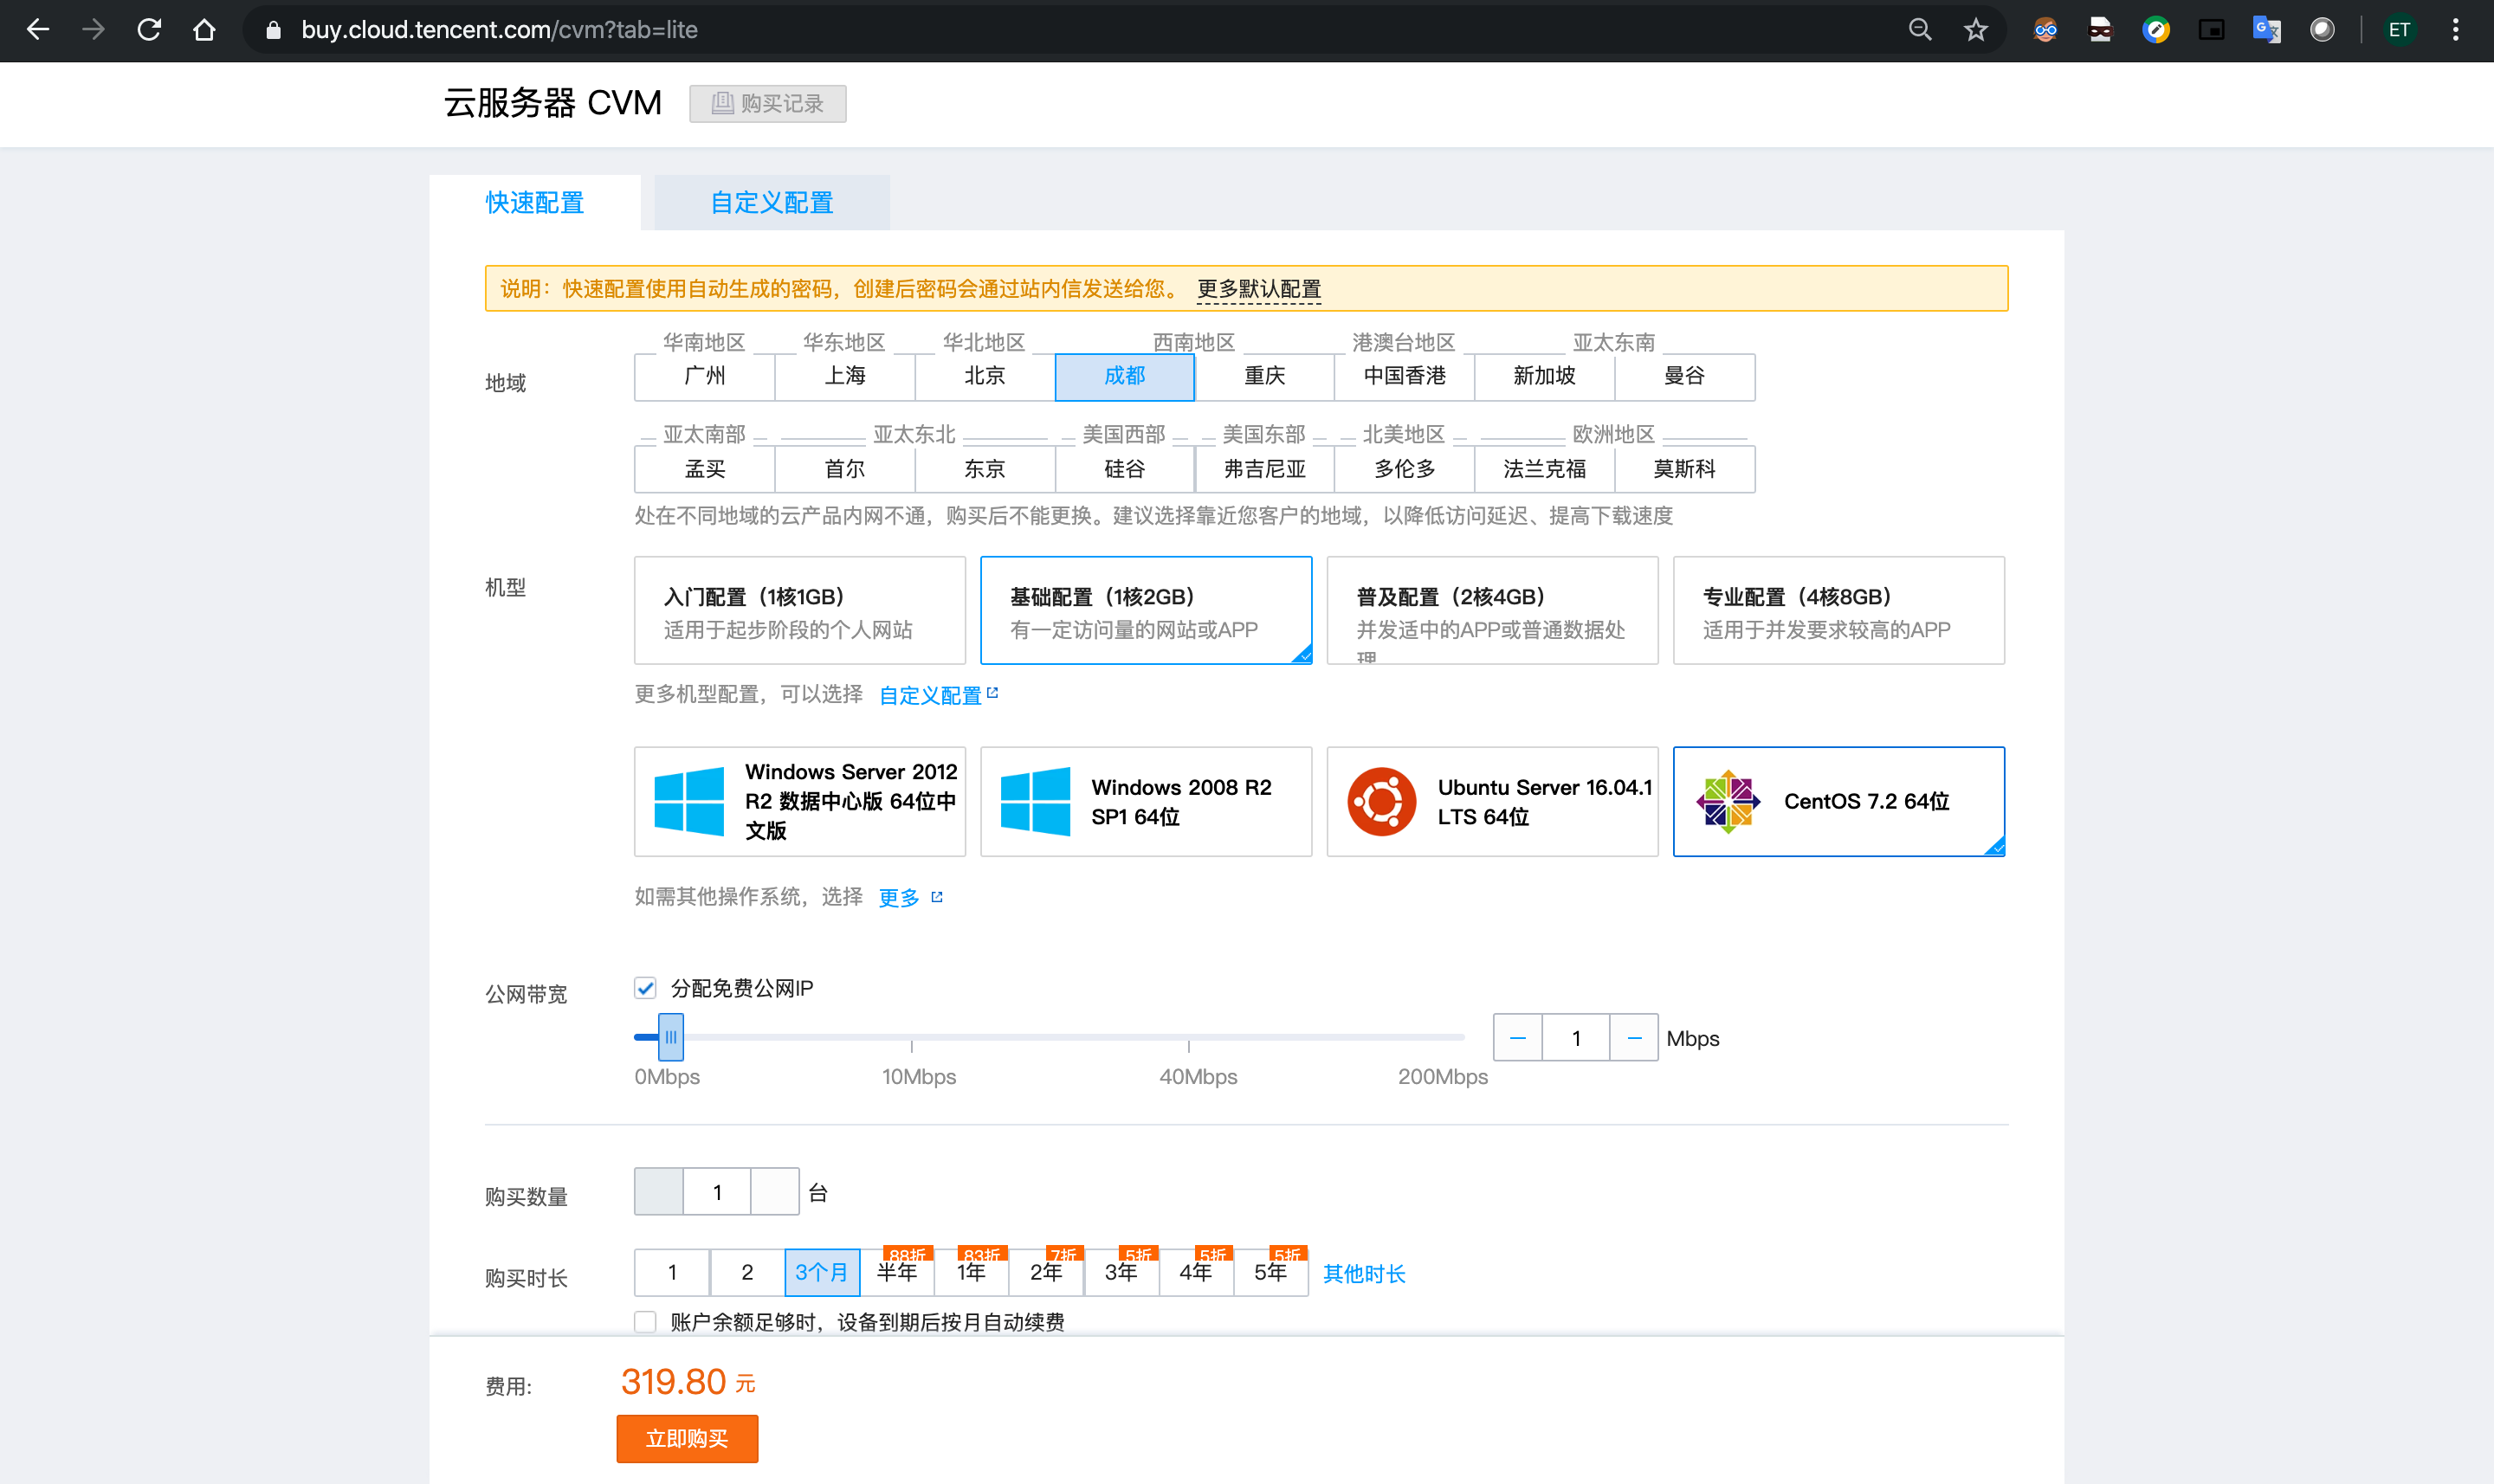 buy.cloud.tencent.com/cvm?tab=lite
ET
云服务器 CVM
购买记录
快速配置
自定义配置
说明：快速配置使用自动生成的密码，创建后密码会通过站内信发送给您。 更多默认配置
华南地区 华东地区 华北地区 西南地区 港澳台地区 亚太东南
地域
广州 上海 北京 成都 重庆 中国香港 新加坡 曼谷
亚太南部 亚太东北 美国西部 美国东部 北美地区 欧洲地区
孟买 首尔 东京 硅谷 弗吉尼亚 多伦多 法兰克福 莫斯科
处在不同地域的云产品内网不通，购买后不能更换。建议选择靠近您客户的地域，以降低访问延迟、提高下载速度
机型
入门配置（1核1GB）
适用于起步阶段的个人网站
基础配置（1核2GB）
有一定访问量的网站或APP
普及配置（2核4GB）
并发适中的APP或普通数据处
理
专业配置（4核8GB）
适用于并发要求较高的APP
更多机型配置，可以选择 自定义配置
Windows Server 2012
R2 数据中心版 64位中
文版
Windows 2008 R2
SP1 64位
Ubuntu Server 16.04.1
LTS 64位
CentOS 7.2 64位
如需其他操作系统，选择 更多
公网带宽
分配免费公网IP
1 Mbps
0Mbps 10Mbps 40Mbps 200Mbps
购买数量
1 台
88折 83折 7折 5折 5折 5折
购买时长
1 2 3个月 半年 1年 2年 3年 4年 5年 其他时长
账户余额足够时，设备到期后按月自动续费
费用:
319.80 元
立即购买